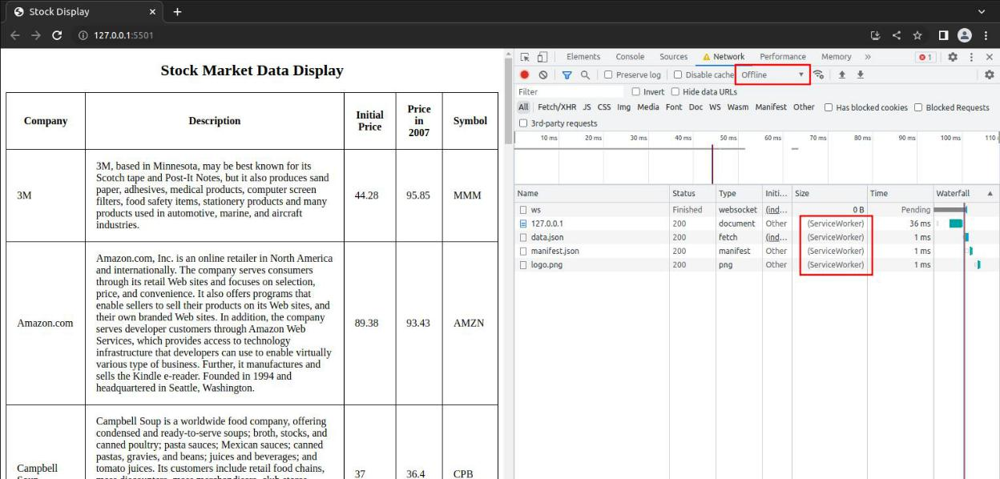 Stock Display
127.0.0.1:5501
Stock Market Data Display
Company Description Initial Price Price in 2007 Symbol
3M
3M, based in Minnesota, may be best known for its
Scotch tape and Post-It Notes, but it also produces sand
paper, adhesives, medical products, computer screen
filters, food safety items, stationery products and many
products used in automotive, marine, and aircraft
industries.
44.28 95.85 MMM
Amazon.com
Amazon.com, Inc. is an online retailer in North America
and internationally. The company serves consumers
through its retail Web sites and focuses on selection,
price, and convenience. It also offers programs that
enable sellers to sell their products on its Web sites, and
their own branded Web sites. In addition, the company
serves developer customers through Amazon Web
Services, which provides access to technology
infrastructure that developers can use to enable virtually
various type of business. Further, it manufactures and
sells the Kindle e-reader. Founded in 1994 and
headquartered in Seattle, Washington.
89.38 93.43 AMZN
Campbell
Campbell Soup is a worldwide food company, offering
condensed and ready-to-serve soups; broth, stocks, and
canned poultry; pasta sauces; Mexican sauces; canned
pastas, gravies, and beans; juices and beverages; and
tomato juices. Its customers include retail food chains,
37 36.4 CPB
Elements Console Sources Network Performance Memory » 1
Preserve log Disable cache Offline
Filter Invert Hide data URLs
All Fetch/XHR JS CSS Img Media Font Doc WS Wasm Manifest Other Has blocked cookies Blocked Requests
3rd-party requests
10 ms 20 ms 30 ms 40 ms 50 ms 60 ms 70 ms 80 ms 90 ms 100 ms 110
Name Status Type Initi... Size Time Waterfall
ws Finished websocket (ind... 0 B Pending
127.0.0.1 200 document Other (ServiceWorker) 36 ms
data.json 200 fetch (ind... (ServiceWorker) 1 ms
manifest.json 200 manifest Other (ServiceWorker) 1 ms
logo.png 200 png Other (ServiceWorker) 1 ms